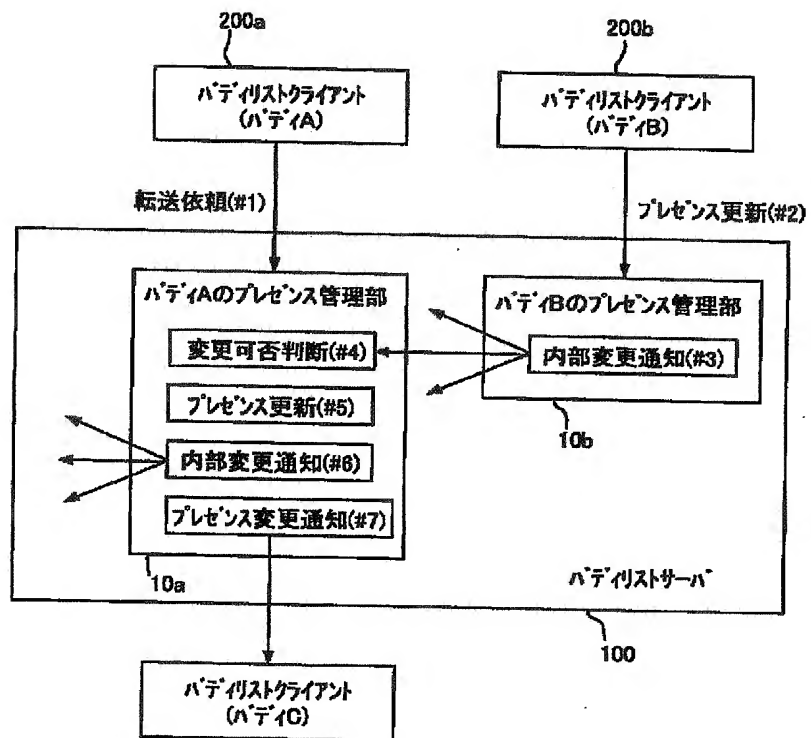 200a
200b
バディリストクライアント
(バディA)
バディリストクライアント
(バディB)
転送依頼(#1)
プレゼンス更新(#2)
バディAのプレゼンス管理部
バディBのプレゼンス管理部
変更可否判断(#4)
内部変更通知(#3)
プレゼンス更新(#5)
10b
内部変更通知(#6)
プレゼンス変更通知(#7)
10a
バディリストサーバ
100
バディリストクライアント
(バディC)